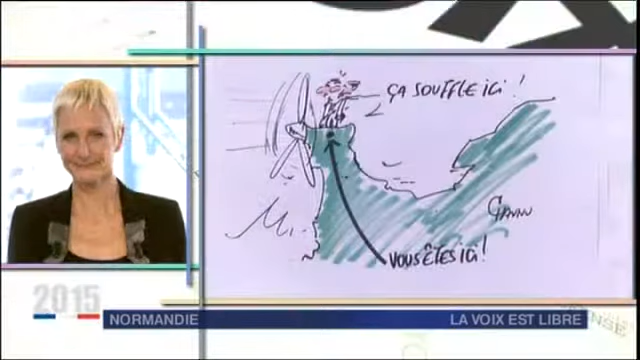 ÇA SOUFFLE ICI !
VOUS ÊTES ICI !
2015
NORMANDIE
LA VOIX EST LIBRE